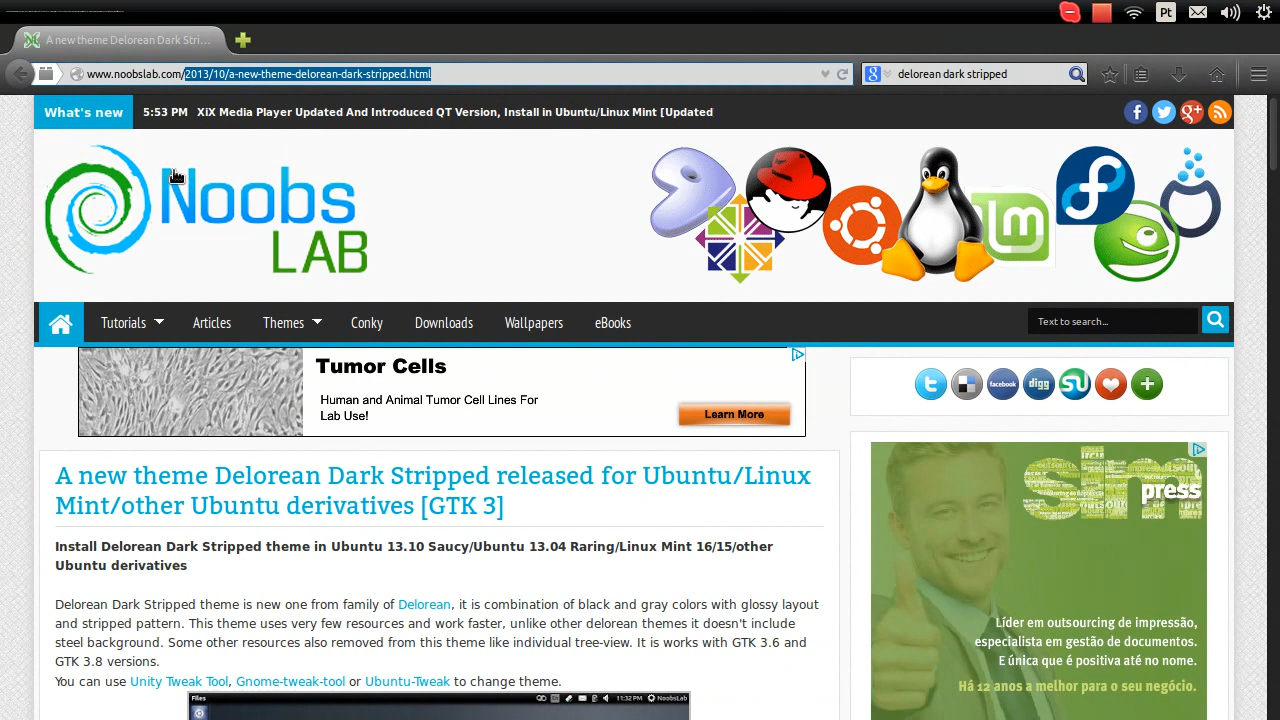 Pt
A new theme Delorean Dark Stri...
www.noobslab.com/2013/10/a-new-theme-delorean-dark-stripped.html
delorean dark stripped
What's new
5:53 PM XiX Media Player Updated And Introduced QT Version, Install in Ubuntu/Linux Mint [Updated
Noobs
LAB
Tutorials
Articles
Themes
Conky
Downloads
Wallpapers
eBooks
Text to search...
Tumor Cells
Human and Animal Tumor Cell Lines For
Lab Use!
Learn More
facebook
digg
A new theme Delorean Dark Stripped released for Ubuntu/Linux
Mint/other Ubuntu derivatives [GTK 3]
Install Delorean Dark Stripped theme in Ubuntu 13.10 Saucy/Ubuntu 13.04 Raring/Linux Mint 16/15/other
Ubuntu derivatives
Delorean Dark Stripped theme is new one from family of Delorean, it is combination of black and gray colors with glossy layout
and stripped pattern. This theme uses very few resources and work faster, unlike other delorean themes it doesn't include
steel background. Some other resources also removed from this theme like individual tree-view. It is works with GTK 3.6 and
GTK 3.8 versions.
You can use Unity Tweak Tool, Gnome-tweak-tool or Ubuntu-Tweak to change theme.
Files
11:32 PM
NoobsLab
sim
press
Líder em outsourcing de impressão,
especialista em gestão de documentos.
E única que é positiva até no nome.
Há 12 anos a melhor para o seu negócio.